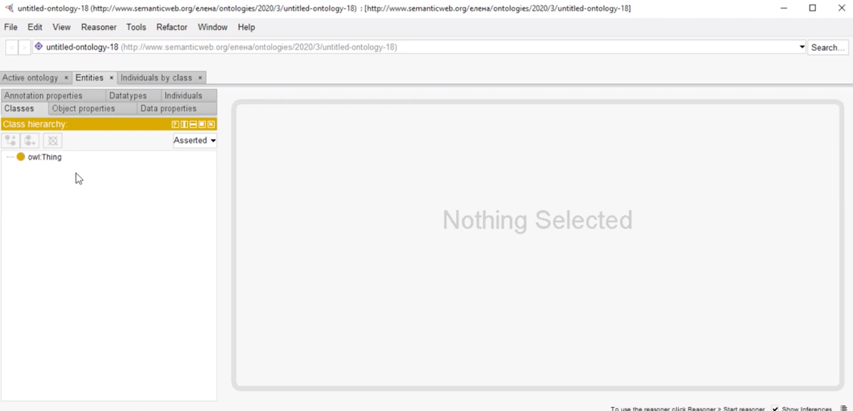 untitled-ontology-18 (http://www.semanticweb.org/елена/ontologies/2020/3/untitled-ontology-18) : [http://www.semanticweb.org/елена/ontologies/2020/3/untitled-ontology-18]
File Edit View Reasoner Tools Refactor Window Help
untitled-ontology-18 (http://www.semanticweb.org/елена/ontologies/2020/3/untitled-ontology-18) Search...
Active ontology × Entities × Individuals by class ×
Annotation properties Datatypes Individuals
Classes Object properties Data properties
Class hierarchy:
Asserted
owl:Thing
Nothing Selected
To use the reasoner click Reasoner > Start reasoner Show Inferences